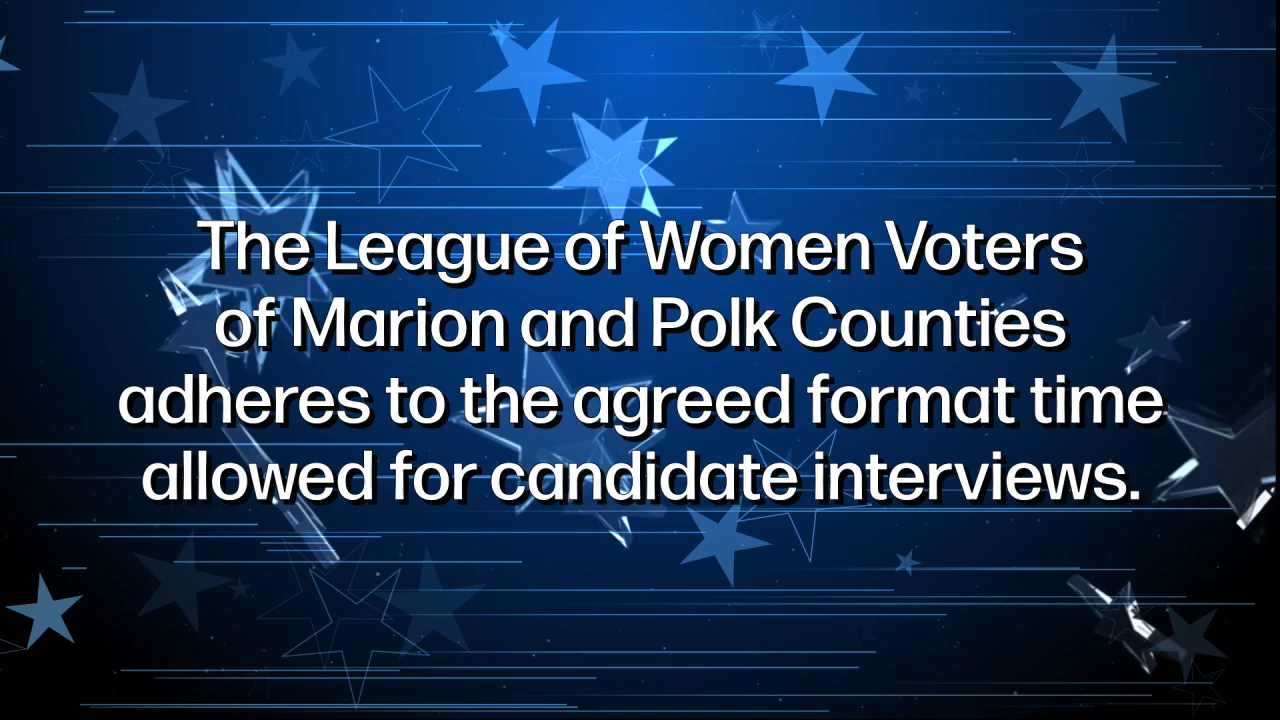 The League of Women Voters
of Marion and Polk Counties
adheres to the agreed format time
allowed for candidate interviews.